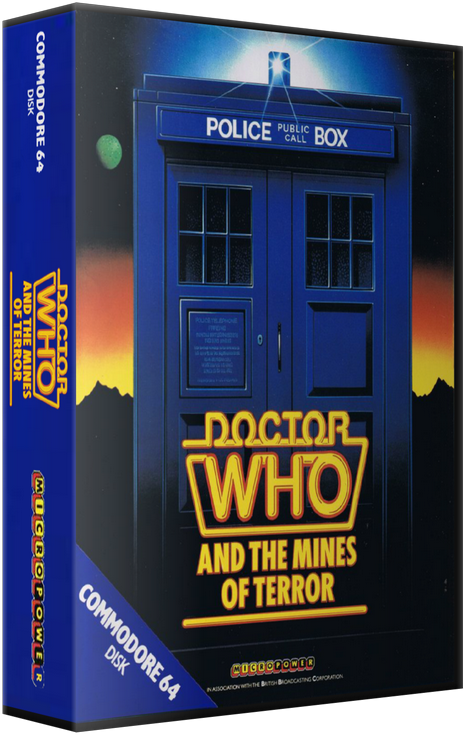 COMMODORE 64
DISK
DOCTOR
WHO
AND THE MINES
OF TERROR
MICROPOWER
POLICE PUBLIC CALL BOX
DOCTOR
WHO
AND THE MINES
OF TERROR
COMMODORE 64
DISK
MICROPOWER
IN ASSOCIATION WITH THE BRITISH BROADCASTING CORPORATION